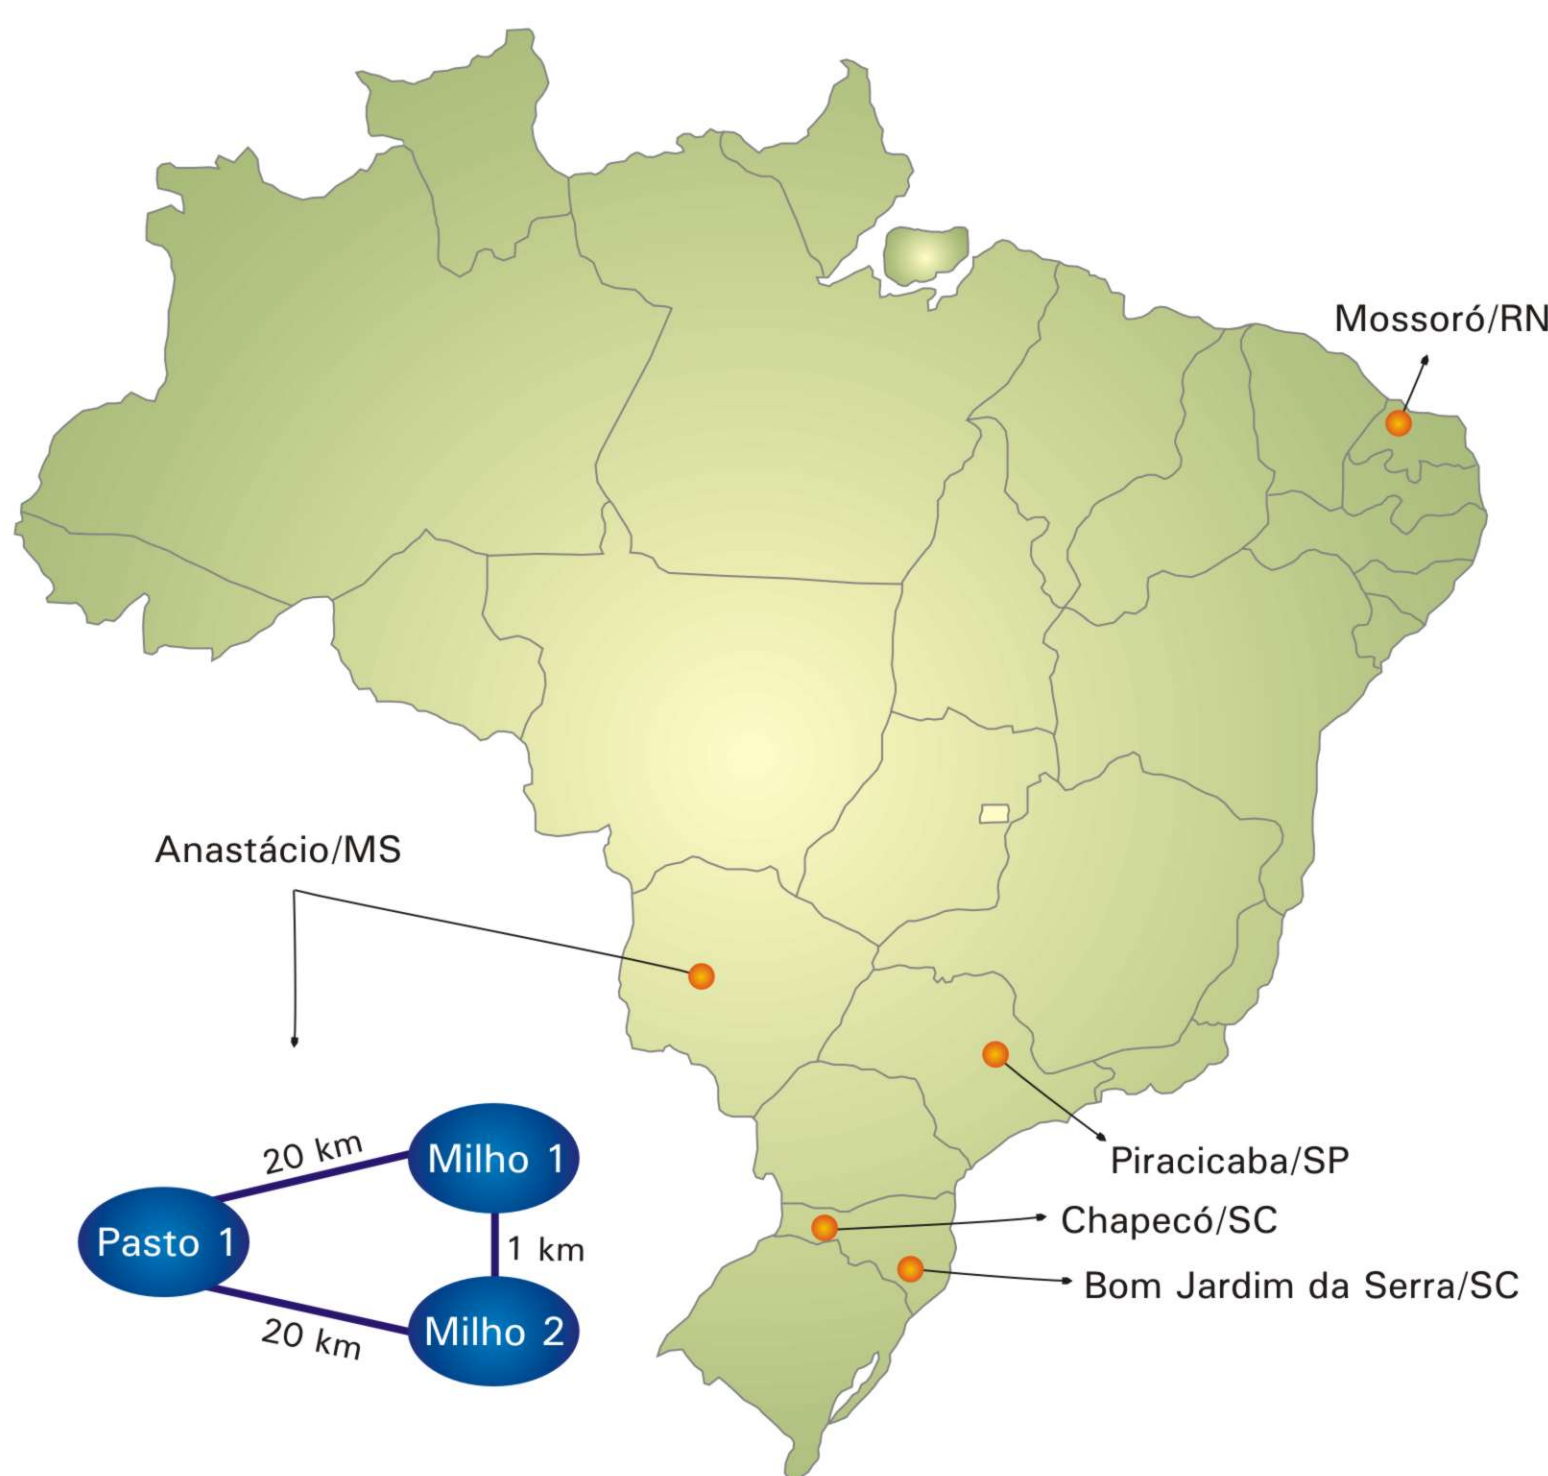 Mossoró/RN
Anastácio/MS
20 km
Milho 1
Pasto 1
1 km
Milho 2
20 km
Piracicaba/SP
Chapecó/SC
Bom Jardim da Serra/SC